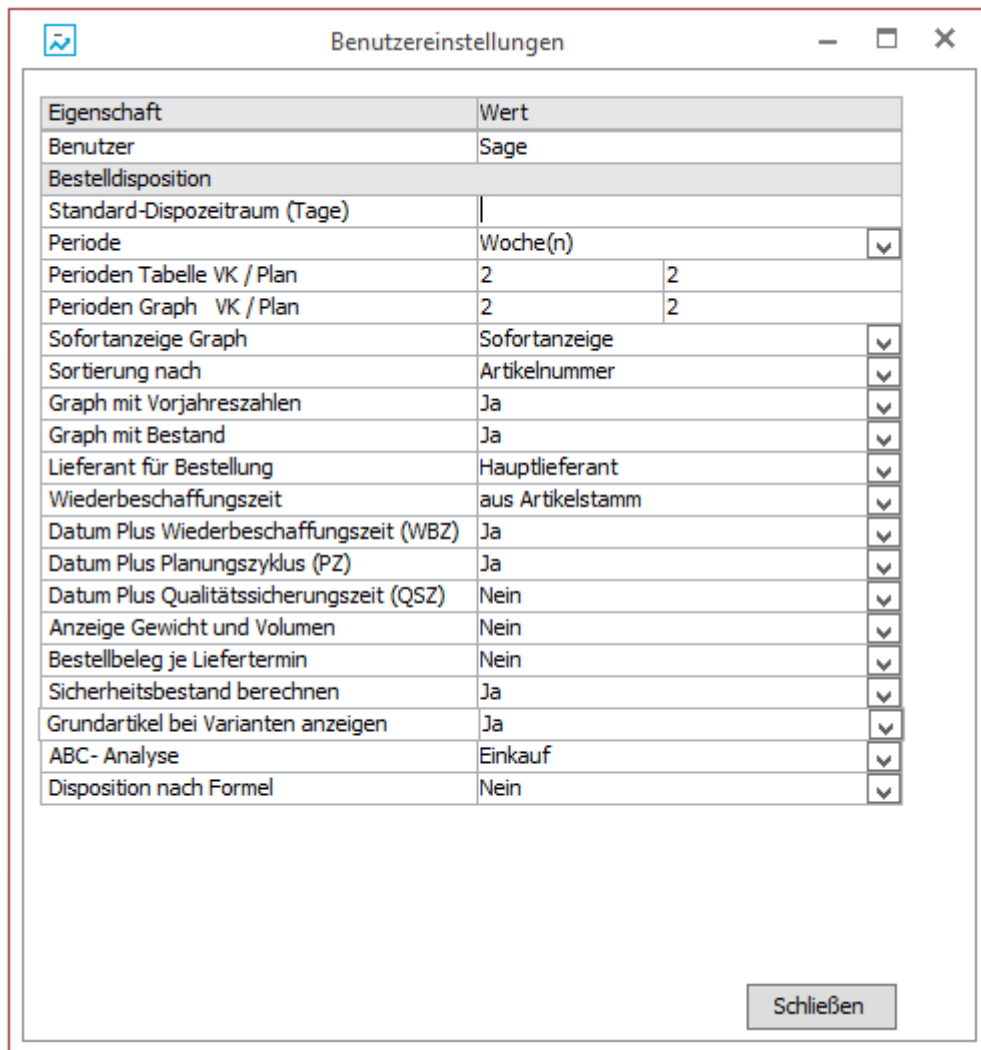 Benutzereinstellungen
Eigenschaft Wert
Benutzer Sage
Bestelldisposition
Standard-Dispozeitraum (Tage)
Periode Woche(n)
Perioden Tabelle VK / Plan 2 2
Perioden Graph VK / Plan 2 2
Sofortanzeige Graph Sofortanzeige
Sortierung nach Artikelnummer
Graph mit Vorjahreszahlen Ja
Graph mit Bestand Ja
Lieferant für Bestellung Hauptlieferant
Wiederbeschaffungszeit aus Artikelstamm
Datum Plus Wiederbeschaffungszeit (WBZ) Ja
Datum Plus Planungszyklus (PZ) Ja
Datum Plus Qualitätssicherungszeit (QSZ) Nein
Anzeige Gewicht und Volumen Nein
Bestellbeleg je Liefertermin Nein
Sicherheitsbestand berechnen Ja
Grundartikel bei Varianten anzeigen Ja
ABC- Analyse Einkauf
Disposition nach Formel Nein
Schließen